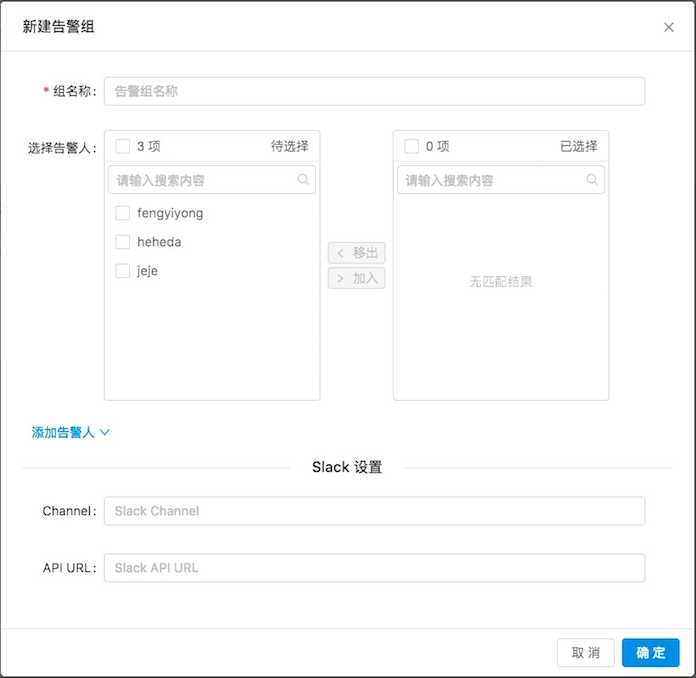 新建告警组
* 组名称:
告警组名称
选择告警人:
3 项 待选择
请输入搜索内容
fengyiyong
heheda
jeje
< 移出
> 加入
0 项 已选择
请输入搜索内容
无匹配结果
添加告警人
Slack 设置
Channel:
Slack Channel
API URL:
Slack API URL
取 消
确 定